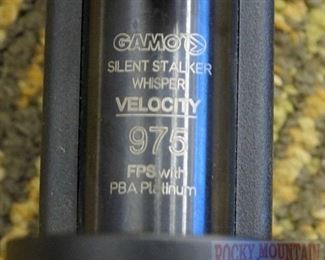 GAMO
SILENT STALKER
WHISPER
VELOCITY
975
FPS with
PBA Platinum
ROCKY MOUNTAIN